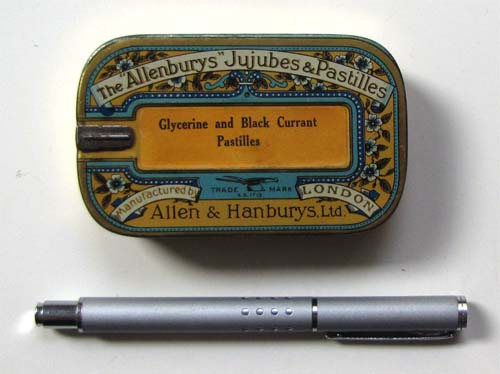 The "Allenburys" Jujubes & Pastilles
Glycerine and Black Currant
Pastilles
TRADE MARK
Manufactured by
LONDON
Allen & Hanburys, Ltd.